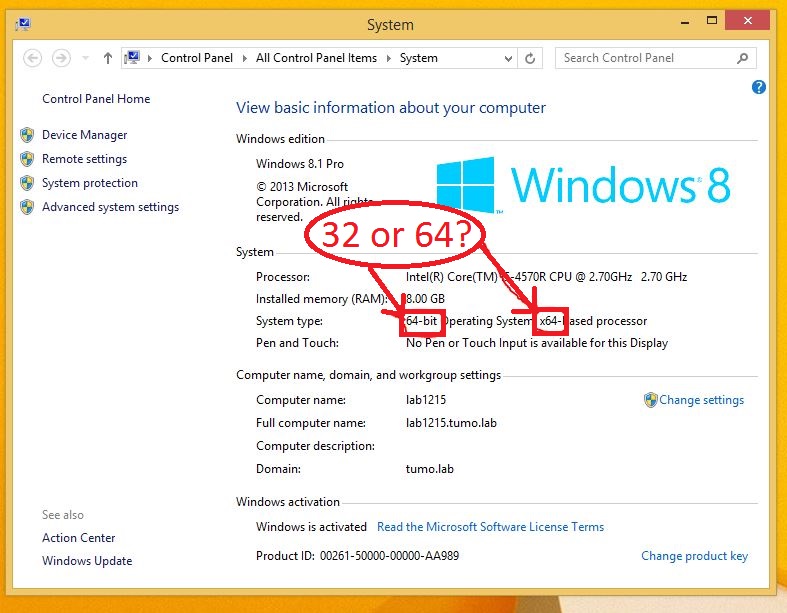 System
Control Panel All Control Panel Items System
Search Control Panel
Control Panel Home
Device Manager
Remote settings
System protection
Advanced system settings
View basic information about your computer
Windows edition
Windows 8.1 Pro
© 2013 Microsoft
Corporation. All rights
reserved.
Windows 8
32 or 64?
System
Processor: Intel(R) Core(TM) i5-4570R CPU @ 2.70GHz 2.70 GHz
Installed memory (RAM): 8.00 GB
System type: 64-bit Operating System, x64-based processor
Pen and Touch: No Pen or Touch Input is available for this Display
Computer name, domain, and workgroup settings
Computer name: lab1215
Change settings
Full computer name: lab1215.tumo.lab
Computer description:
Domain: tumo.lab
Windows activation
Windows is activated Read the Microsoft Software License Terms
Product ID: 00261-50000-00000-AA989
Change product key
See also
Action Center
Windows Update